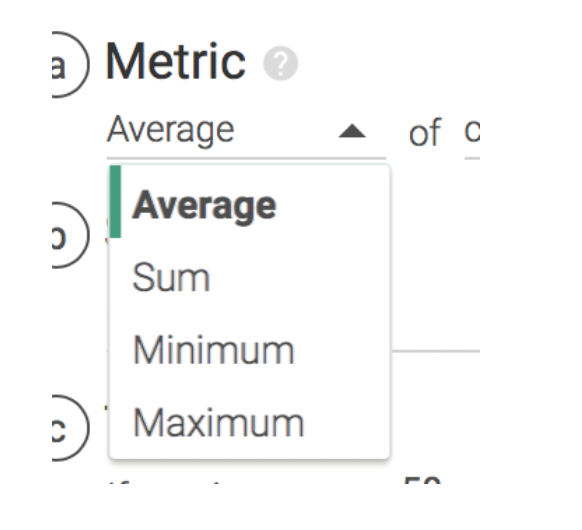 a) Metric ?
Average of c
Average
b)
Sum
Minimum
Maximum
c)